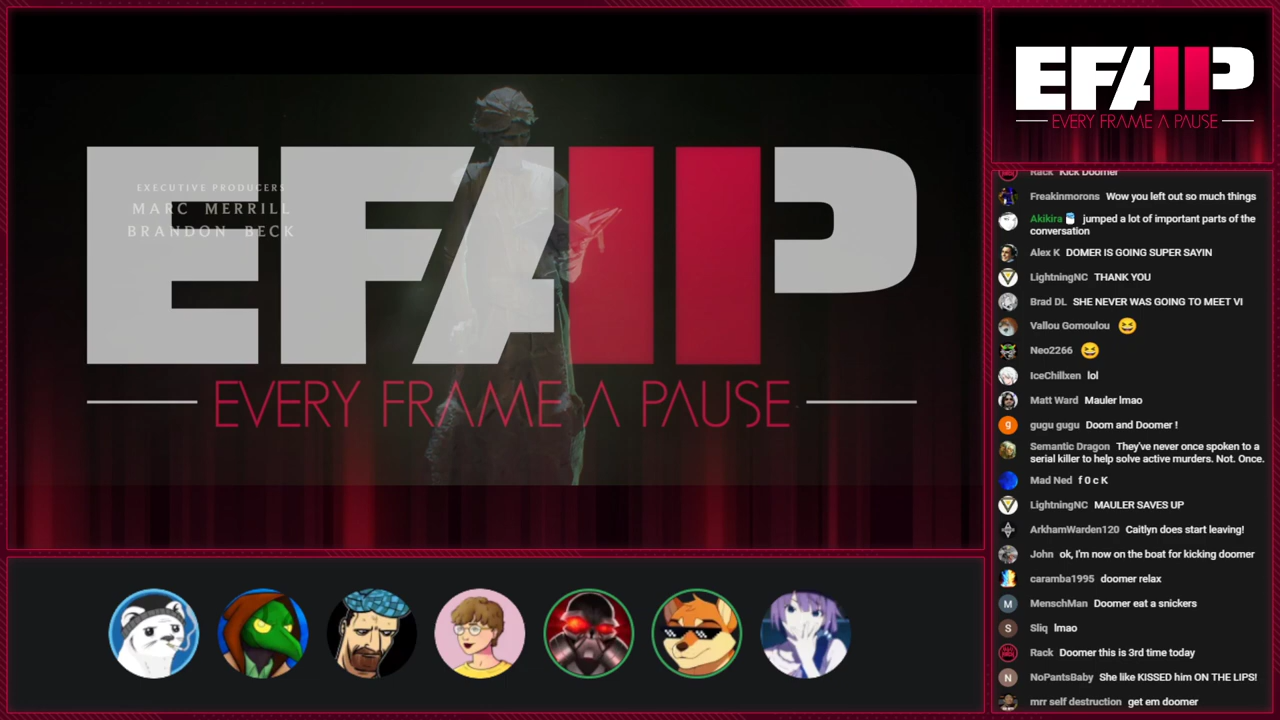 EFAP
EXECUTIVE PRODUCERS
MARC MERRILL
BRANDON BECK
EVERY FRAME A PAUSE
EFAP
EVERY FRAME A PAUSE
Rack Kick Doomer
Freakinmorons Wow you left out so much things
Akikira jumped a lot of important parts of the
conversation
Alex K DOMER IS GOING SUPER SAYIN
LightningNC THANK YOU
Brad DL SHE NEVER WAS GOING TO MEET VI
Vallou Gomoulou
Neo2266
IceChillxen lol
Matt Ward Mauler lmao
g gugu gugu Doom and Doomer !
Semantic Dragon They've never once spoken to a
serial killer to help solve active murders. Not. Once.
Mad Ned f 0 c K
LightningNC MAULER SAVES UP
ArkhamWarden120 Caitlyn does start leaving!
John ok, I'm now on the boat for kicking doomer
caramba1995 doomer relax
M MenschMan Doomer eat a snickers
S Sliq lmao
Rack Doomer this is 3rd time today
N NoPantsBaby She like KISSED him ON THE LIPS!
mrr self destruction get em doomer